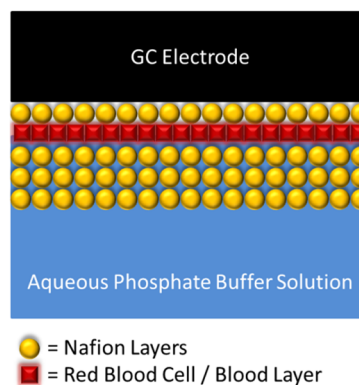 GC Electrode
Aqueous Phosphate Buffer Solution
= Nafion Layers
= Red Blood Cell / Blood Layer